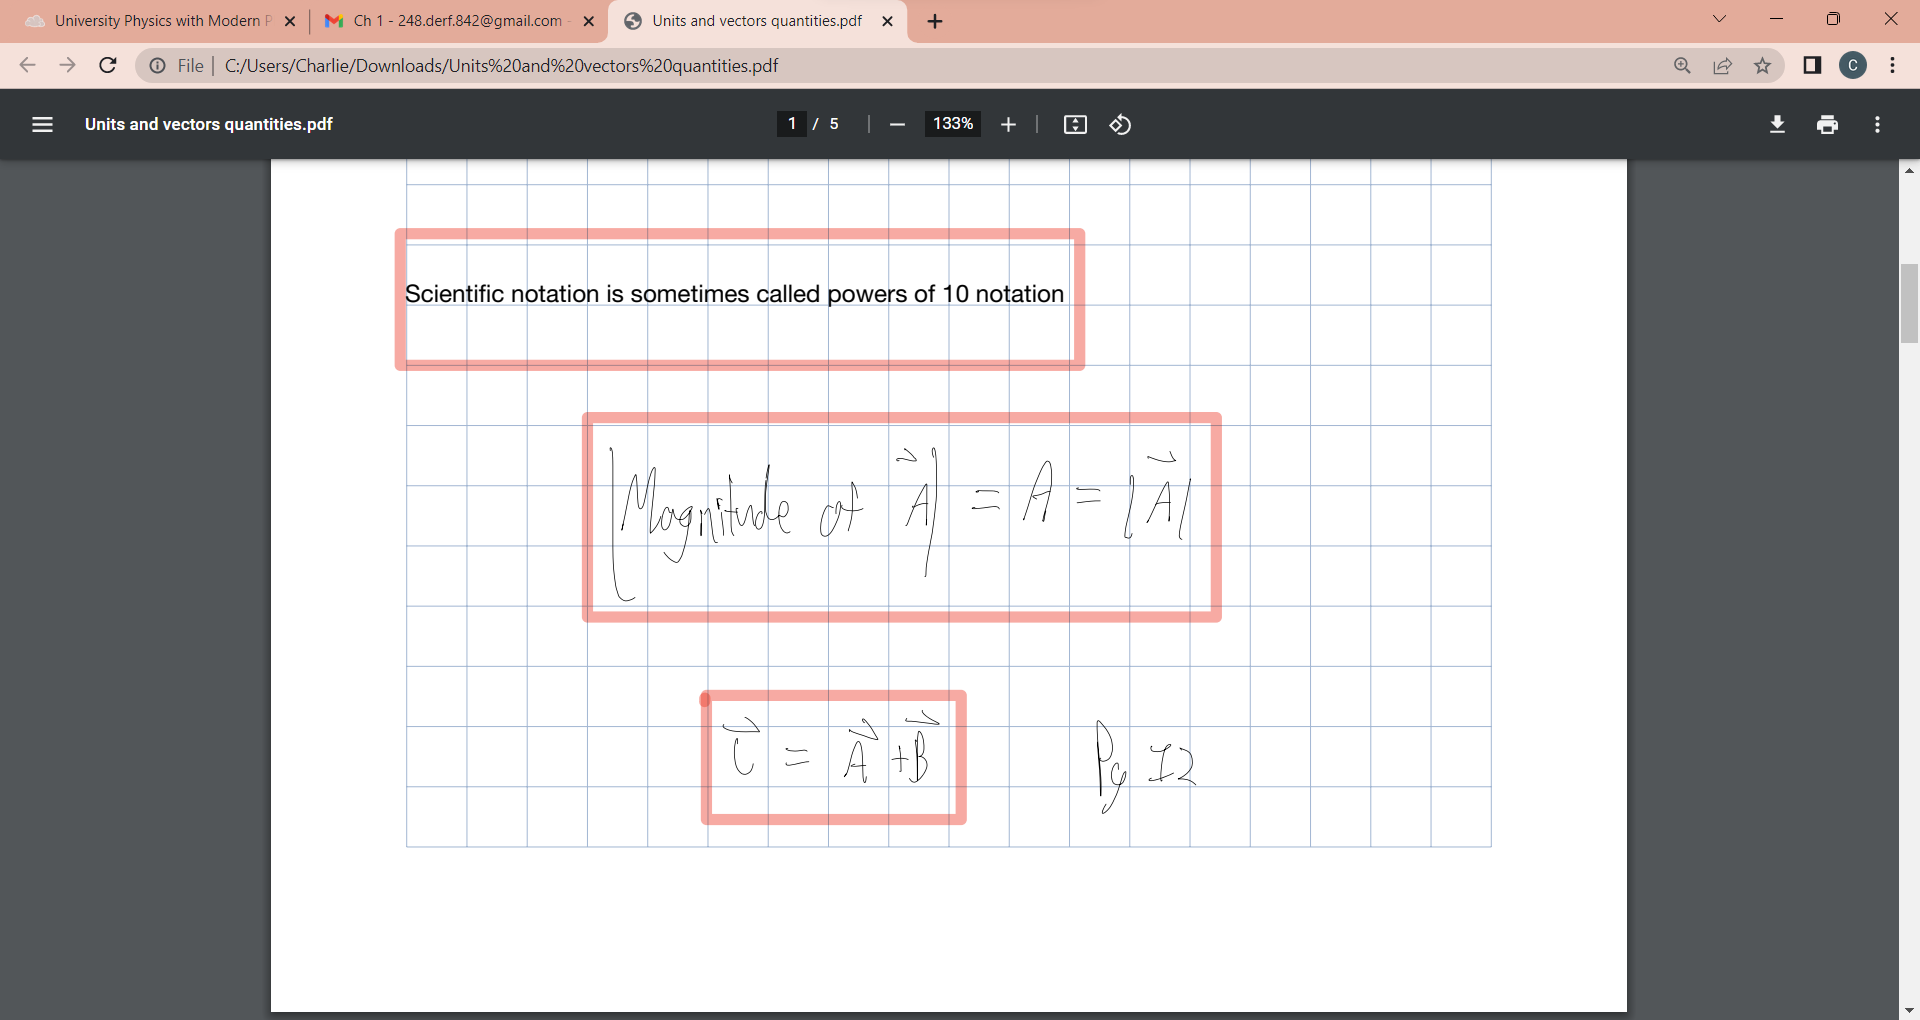 University Physics with Modern P
Ch 1 - 248.derf.842@gmail.com -
Units and vectors quantities.pdf
File | C:/Users/Charlie/Downloads/Units%20and%20vectors%20quantities.pdf
C
Units and vectors quantities.pdf
1 / 5
133%
Scientific notation is sometimes called powers of 10 notation
|Magnitude of A⃗| = A = |A⃗|
C⃗ = A⃗ + B⃗
Pg 12